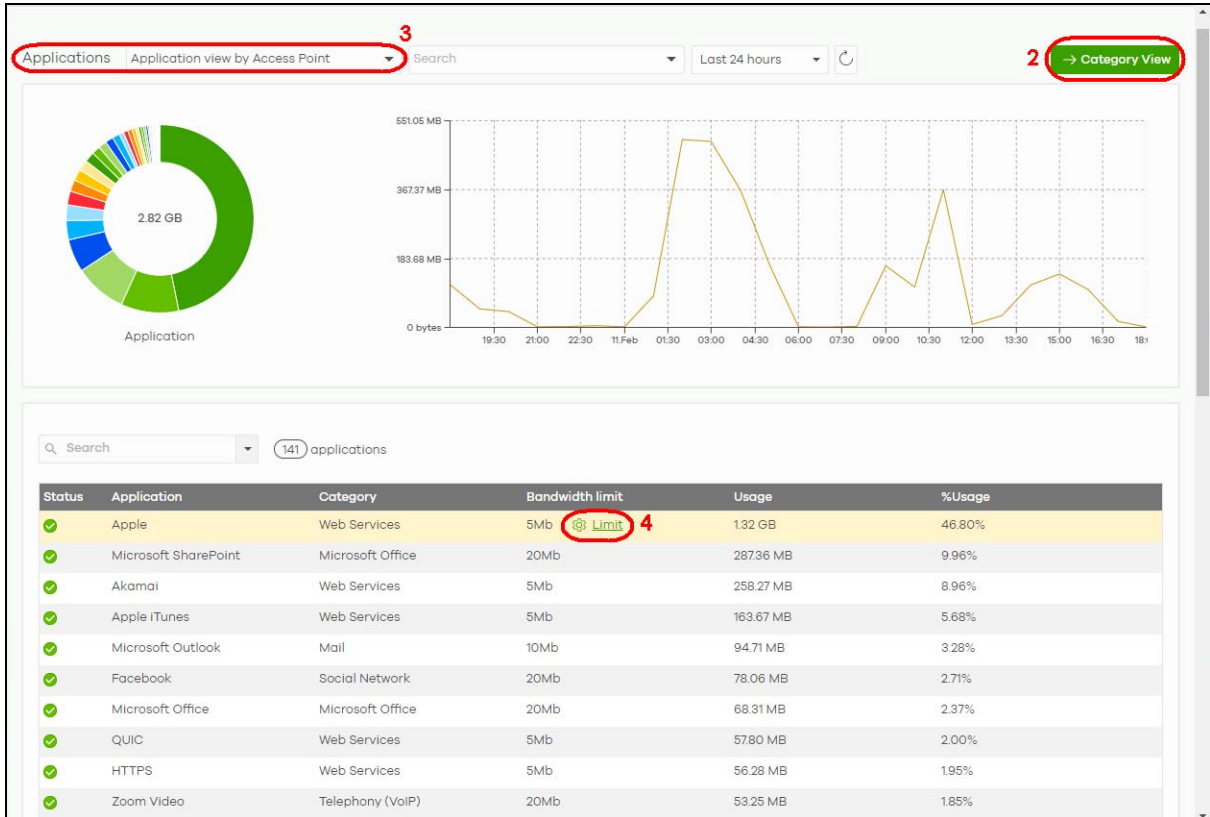 3
Applications Application view by Access Point Search Last 24 hours 2 → Category View
551.05 MB
367.37 MB
183.68 MB
0 bytes
2.82 GB
Application
19:30 21:00 22:30 11.Feb 01:30 03:00 04:30 06:00 07:30 09:00 10:30 12:00 13:30 15:00 16:30
Search 141 applications
Status Application Category Bandwidth limit Usage %Usage
Apple Web Services 5Mb Limit 4 1.32 GB 46.80%
Microsoft SharePoint Microsoft Office 20Mb 287.36 MB 9.96%
Akamai Web Services 5Mb 258.27 MB 8.96%
Apple iTunes Web Services 5Mb 163.67 MB 5.68%
Microsoft Outlook Mail 10Mb 94.71 MB 3.28%
Facebook Social Network 20Mb 78.06 MB 2.71%
Microsoft Office Microsoft Office 20Mb 68.31 MB 2.37%
QUIC Web Services 5Mb 57.80 MB 2.00%
HTTPS Web Services 5Mb 56.28 MB 1.95%
Zoom Video Telephony (VoIP) 20Mb 53.25 MB 1.85%